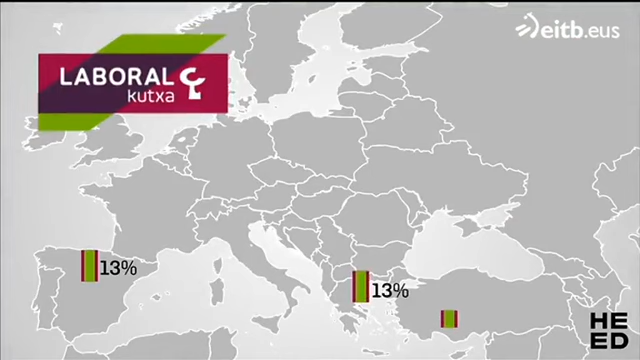 eitb.eus
LABORAL
kutxa
13%
13%
HE
ED